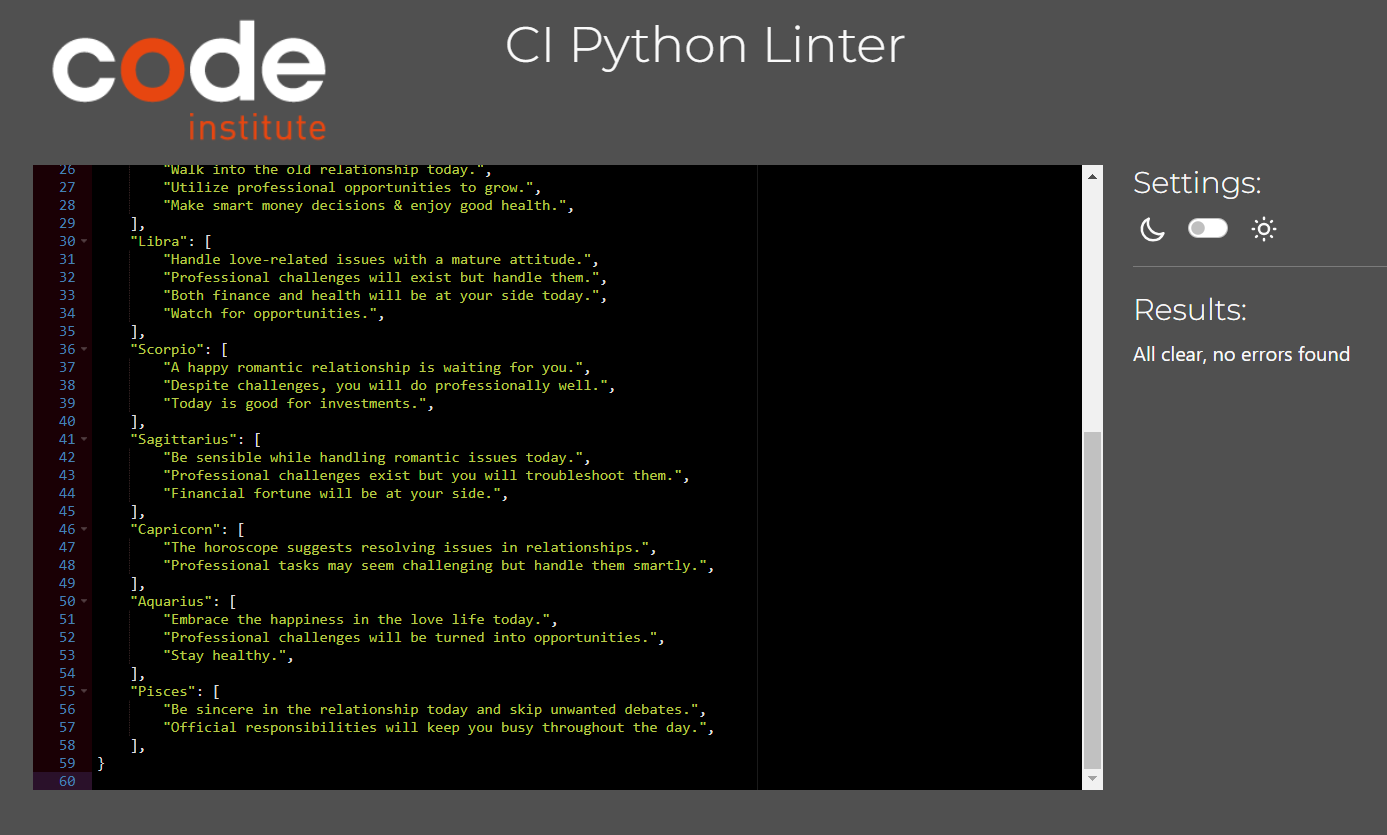 code
institute
CI Python Linter
26 "Walk into the old relationship today.",
27 "Utilize professional opportunities to grow.",
28 "Make smart money decisions & enjoy good health.",
29 ],
30 "Libra": [
31 "Handle love-related issues with a mature attitude.",
32 "Professional challenges will exist but handle them.",
33 "Both finance and health will be at your side today.",
34 "Watch for opportunities.",
35 ],
36 "Scorpio": [
37 "A happy romantic relationship is waiting for you.",
38 "Despite challenges, you will do professionally well.",
39 "Today is good for investments.",
40 ],
41 "Sagittarius": [
42 "Be sensible while handling romantic issues today.",
43 "Professional challenges exist but you will troubleshoot them.",
44 "Financial fortune will be at your side.",
45 ],
46 "Capricorn": [
47 "The horoscope suggests resolving issues in relationships.",
48 "Professional tasks may seem challenging but handle them smartly.",
49 ],
50 "Aquarius": [
51 "Embrace the happiness in the love life today.",
52 "Professional challenges will be turned into opportunities.",
53 "Stay healthy.",
54 ],
55 "Pisces": [
56 "Be sincere in the relationship today and skip unwanted debates.",
57 "Official responsibilities will keep you busy throughout the day.",
58 ],
59 }
60
Settings:
Results:
All clear, no errors found